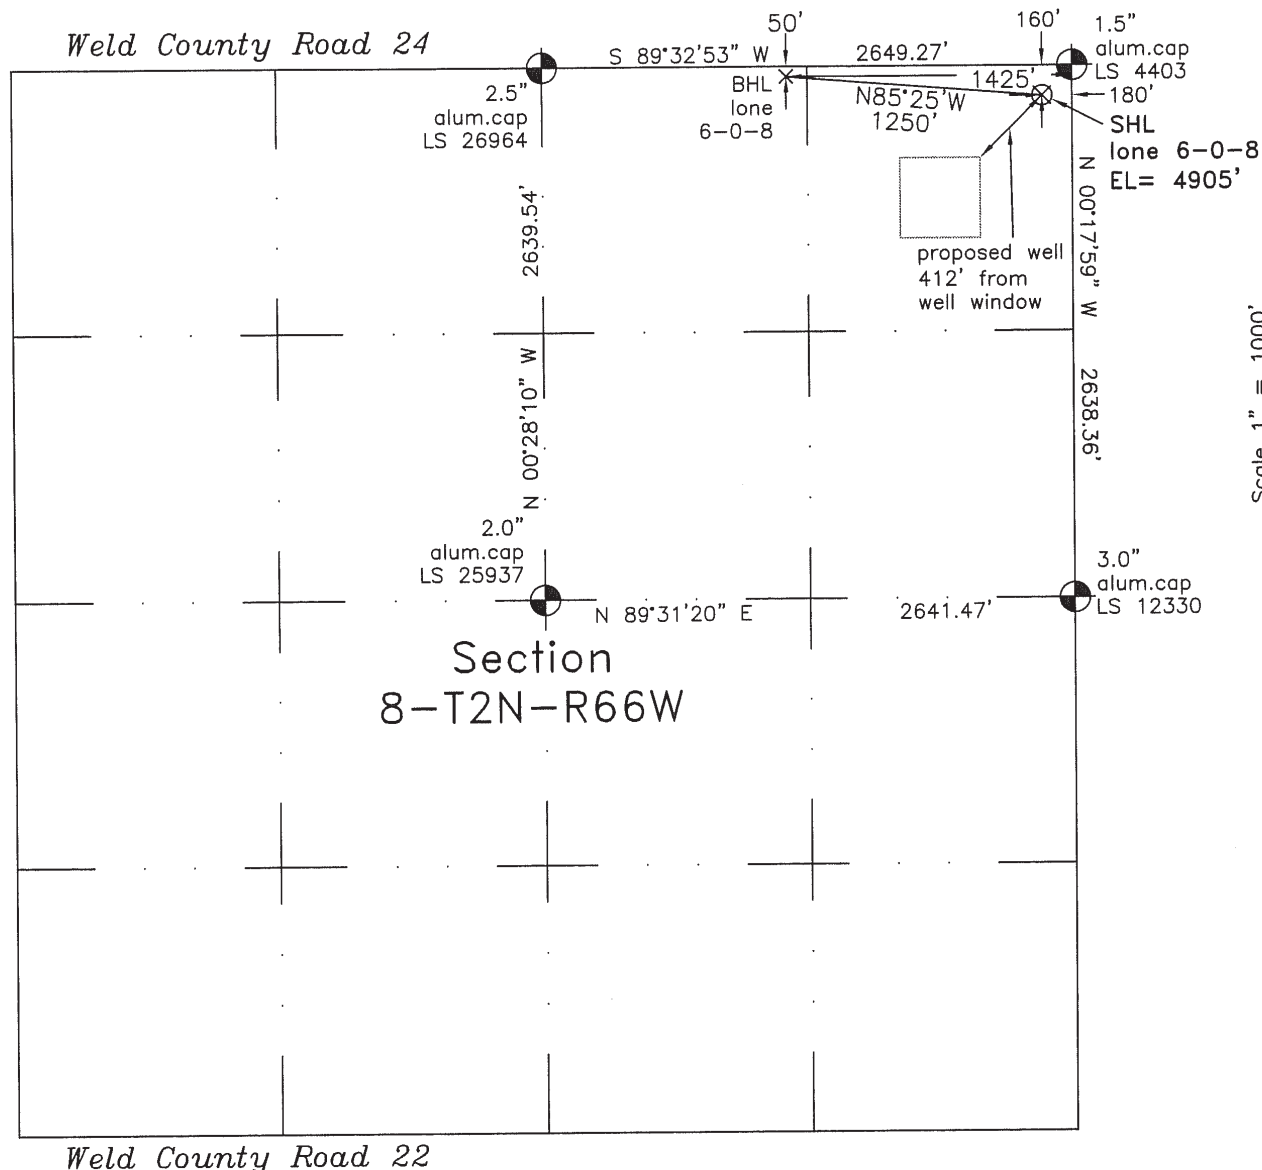 Weld County Road 24
S 89°32'53" W
50'
2649.27'
160'
1.5"
alum.cap
LS 4403
2.5"
alum.cap
LS 26964
BHL
Ione
6-0-8
1425'
N85°25'W
1250'
180'
SHL
Ione 6-0-8
EL= 4905'
2639.54'
N 00°28'10" W
proposed well
412' from
well window
N 00°17'59" W
2638.36'
Scale 1" = 1000'
2.0"
alum.cap
LS 25937
N 89°31'20" E
2641.47'
3.0"
alum.cap
LS 12330
Section
8-T2N-R66W
Weld County Road 22